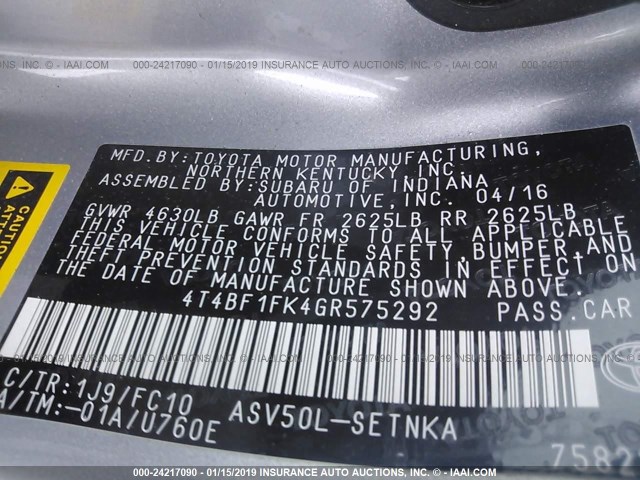 000-24217090 - 01/15/2019 INSURANCE AUTO AUCTIONS, INC. - IAAI.COM
MFD.BY:TOYOTA MOTOR MANUFACTURING,
NORTHERN KENTUCKY,INC.
ASSEMBLED BY:SUBARU OF INDIANA
AUTOMOTIVE,INC. 04/16
GVWR 4630LB GAWR FR 2625LB RR 2625LB
THIS VEHICLE CONFORMS TO ALL APPLICABLE
FEDERAL MOTOR VEHICLE SAFETY,BUMPER,AND
THEFT PREVENTION STANDARDS IN EFFECT ON
THE DATE OF MANUFACTURE SHOWN ABOVE.
4T4BF1FK4GR575292 PASS.CAR
C/TR:1J9/FC10
A/TM:-01A/U760E
ASV50L-SETNKA
7582
CAUTION
000-24217090 - 01/15/2019 INSURANCE AUTO AUCTIONS, INC. - IAAI.COM